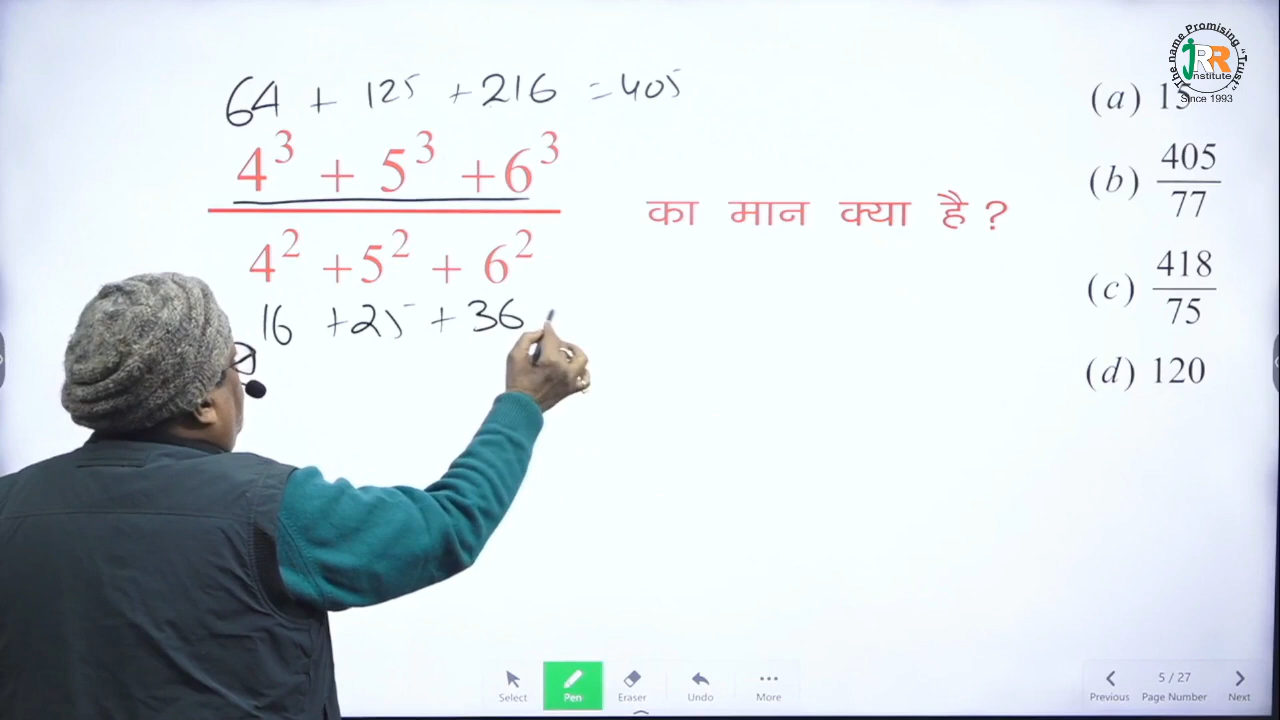 64 + 125 + 216 = 405
4³ + 5³ + 6³
4² + 5² + 6²
16 + 25 + 36
का मान क्या है ?
(a) 15
(b) 405/77
(c) 418/75
(d) 120
The name Promising "Trust"
RR
institute
Since 1993
Select
Pen
Eraser
Undo
More
5 / 27
Previous
Page Number
Next